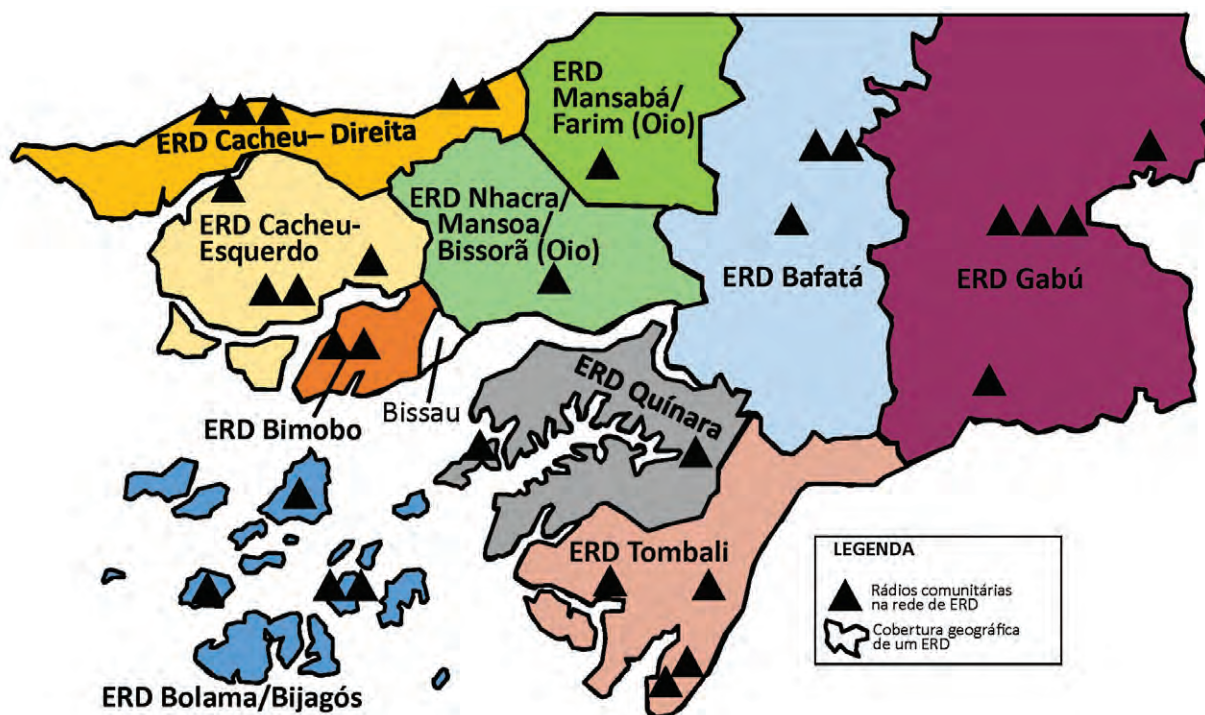 ERD
Mansabá/
Farim (Oio)
ERD Cacheu– Direita
ERD Nhacra/
Mansoa/
Bissorã (Oio)
ERD Cacheu-
Esquerdo
ERD Bafatá
ERD Gabú
ERD Quínara
Bissau
ERD Bimobo
ERD Tombali
ERD Bolama/Bijagós
LEGENDA
Rádios comunitárias
na rede de ERD
Cobertura geográfica
de um ERD